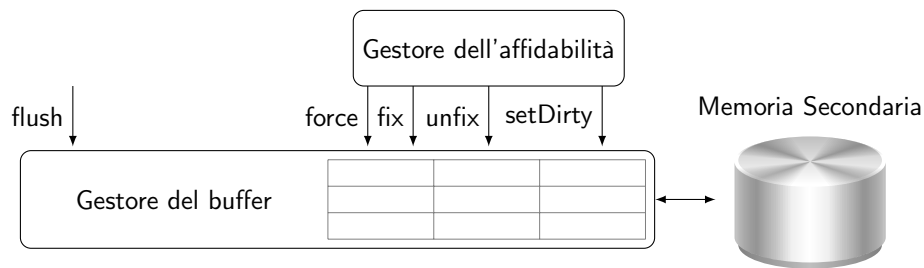 Gestore dell'affidabilità
flush
force
fix
unfix
setDirty
Memoria Secondaria
Gestore del buffer